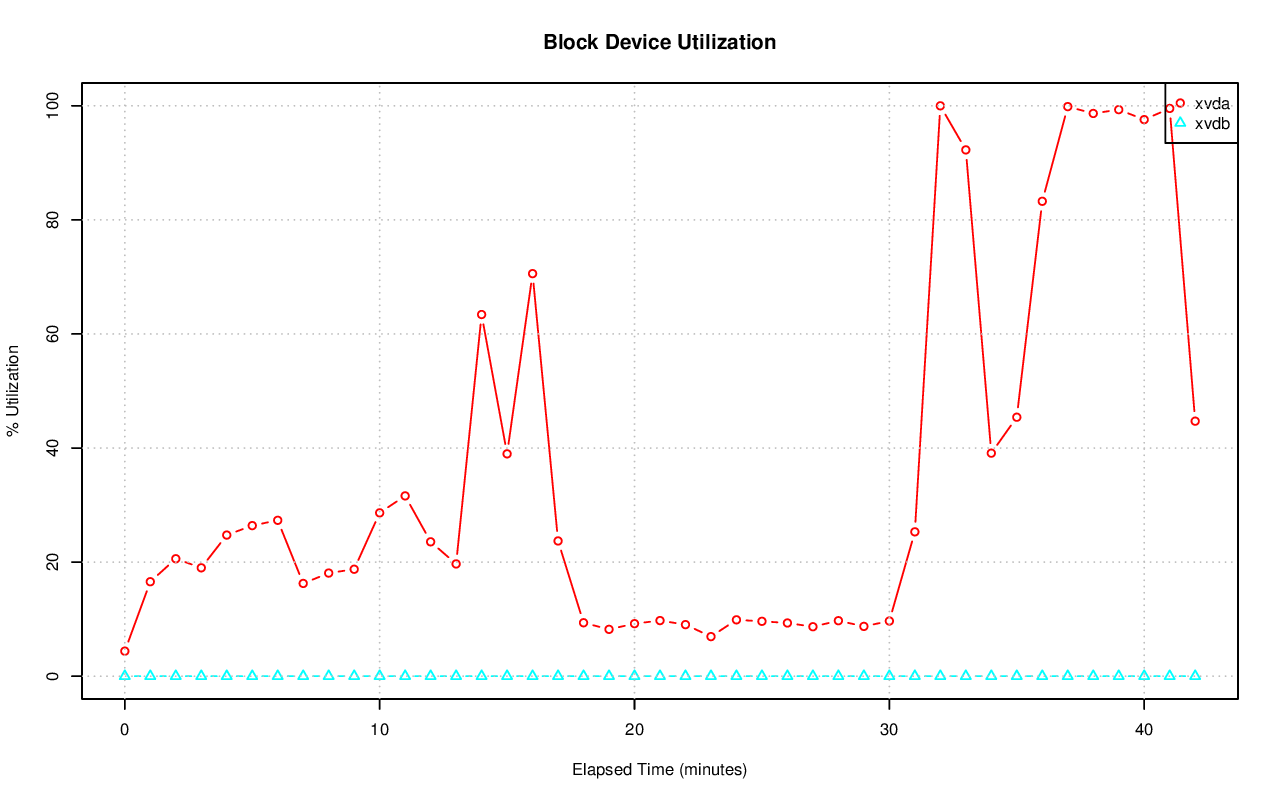 Block Device Utilization
xvda
xvdb
% Utilization
100
80
60
40
20
0
0 10 20 30 40
Elapsed Time (minutes)